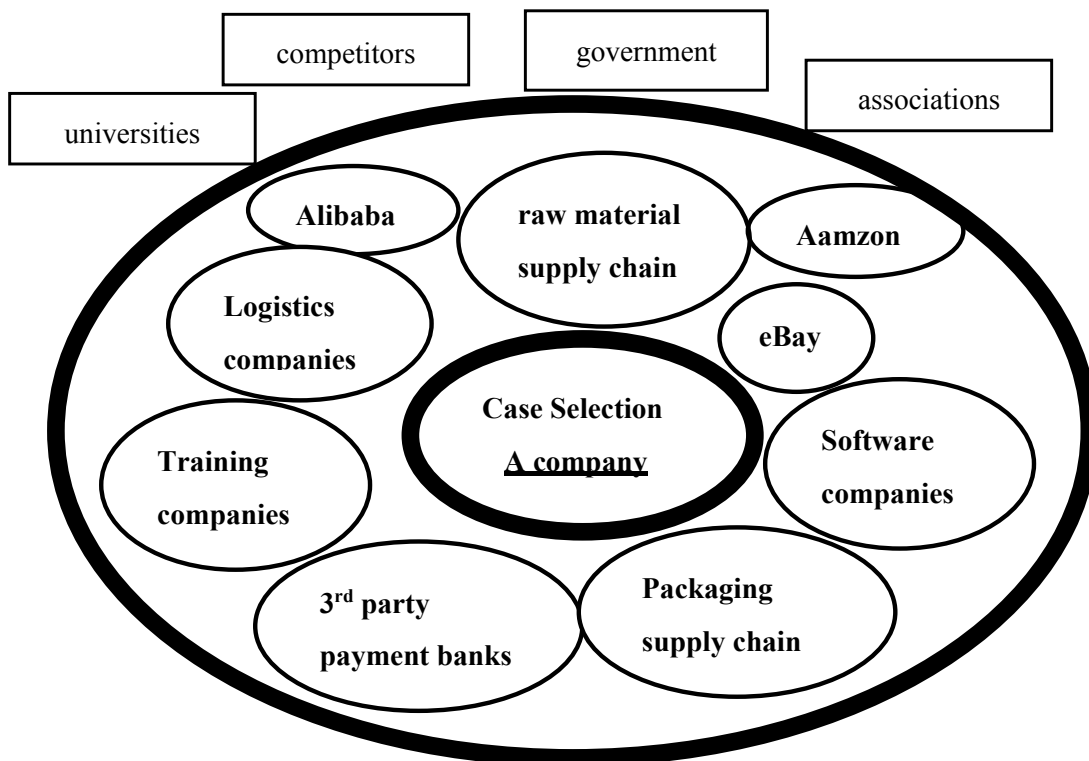 competitors
government
universities
associations
Alibaba
raw material
supply chain
Aamzon
Logistics
companies
eBay
Case Selection
A company
Training
companies
Software
companies
3rd party
payment banks
Packaging
supply chain